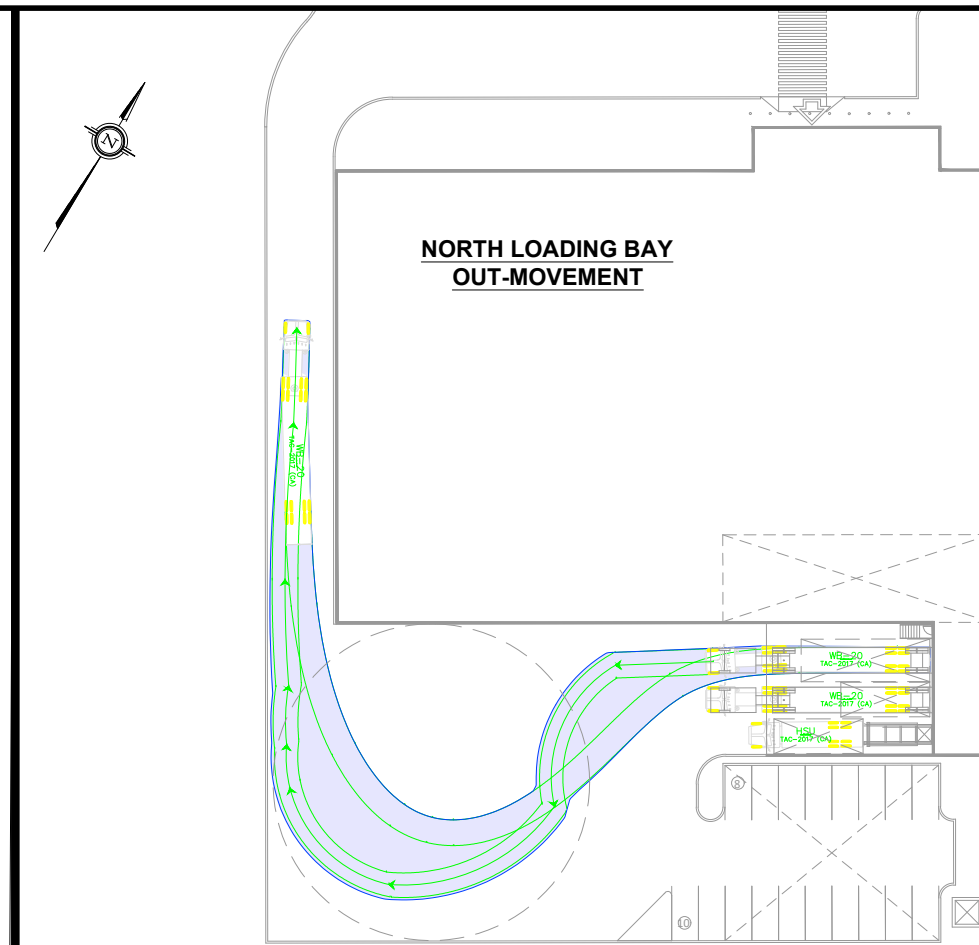 N
NORTH LOADING BAY
OUT-MOVEMENT
WB-20
TAC-2017 (CA)
WB-20
TAC-2017 (CA)
WB-20
TAC-2017 (CA)
HSU
TAC-2017 (CA)
8
10